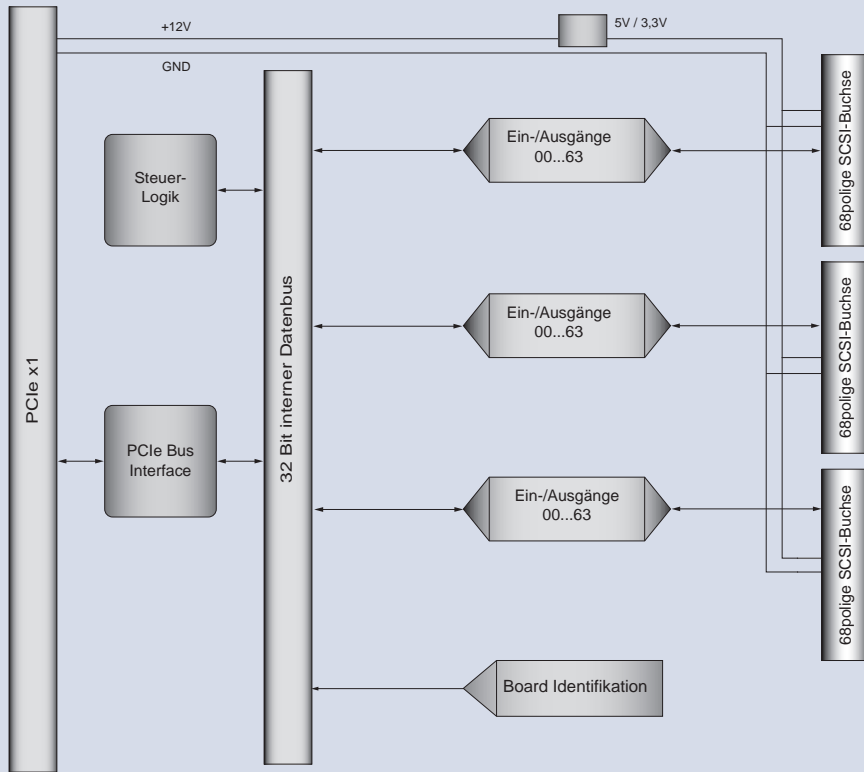 +12V
5V / 3,3V
GND
PCIe x1
Steuer-
Logik
PCIe Bus
Interface
32 Bit interner Datenbus
Ein-/Ausgänge
00...63
Ein-/Ausgänge
00...63
Ein-/Ausgänge
00...63
Board Identifikation
68polige SCSI-Buchse
68polige SCSI-Buchse
68polige SCSI-Buchse